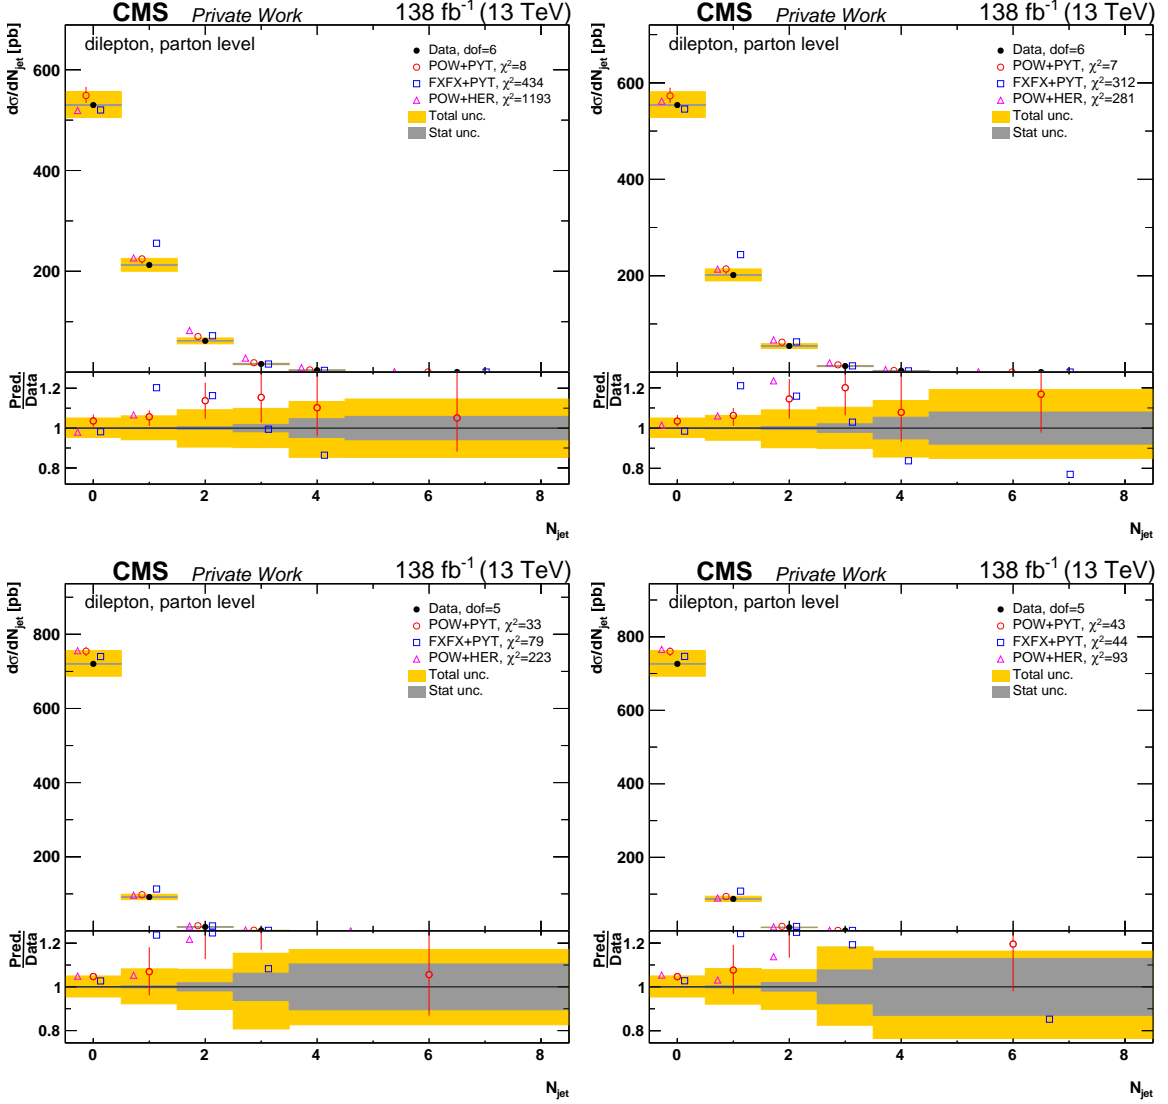 CMS Private Work 138 fb⁻¹ (13 TeV)
dσ/dN_jet [pb]
dilepton, parton level
Data, dof=6
POW+PYT, χ²=8
FXFX+PYT, χ²=434
POW+HER, χ²=1193
Total unc.
Stat unc.
600
400
200
Pred.
Data
1.2
1
0.8
0 2 4 6 8
N_jet
CMS Private Work 138 fb⁻¹ (13 TeV)
dσ/dN_jet [pb]
dilepton, parton level
Data, dof=6
POW+PYT, χ²=7
FXFX+PYT, χ²=312
POW+HER, χ²=281
Total unc.
Stat unc.
600
400
200
Pred.
Data
1.2
1
0.8
0 2 4 6 8
N_jet
CMS Private Work 138 fb⁻¹ (13 TeV)
dσ/dN_jet [pb]
dilepton, parton level
Data, dof=5
POW+PYT, χ²=33
FXFX+PYT, χ²=79
POW+HER, χ²=223
Total unc.
Stat unc.
800
600
400
200
Pred.
Data
1.2
1
0.8
0 2 4 6 8
N_jet
CMS Private Work 138 fb⁻¹ (13 TeV)
dσ/dN_jet [pb]
dilepton, parton level
Data, dof=5
POW+PYT, χ²=43
FXFX+PYT, χ²=44
POW+HER, χ²=93
Total unc.
Stat unc.
800
600
400
200
Pred.
Data
1.2
1
0.8
0 2 4 6 8
N_jet